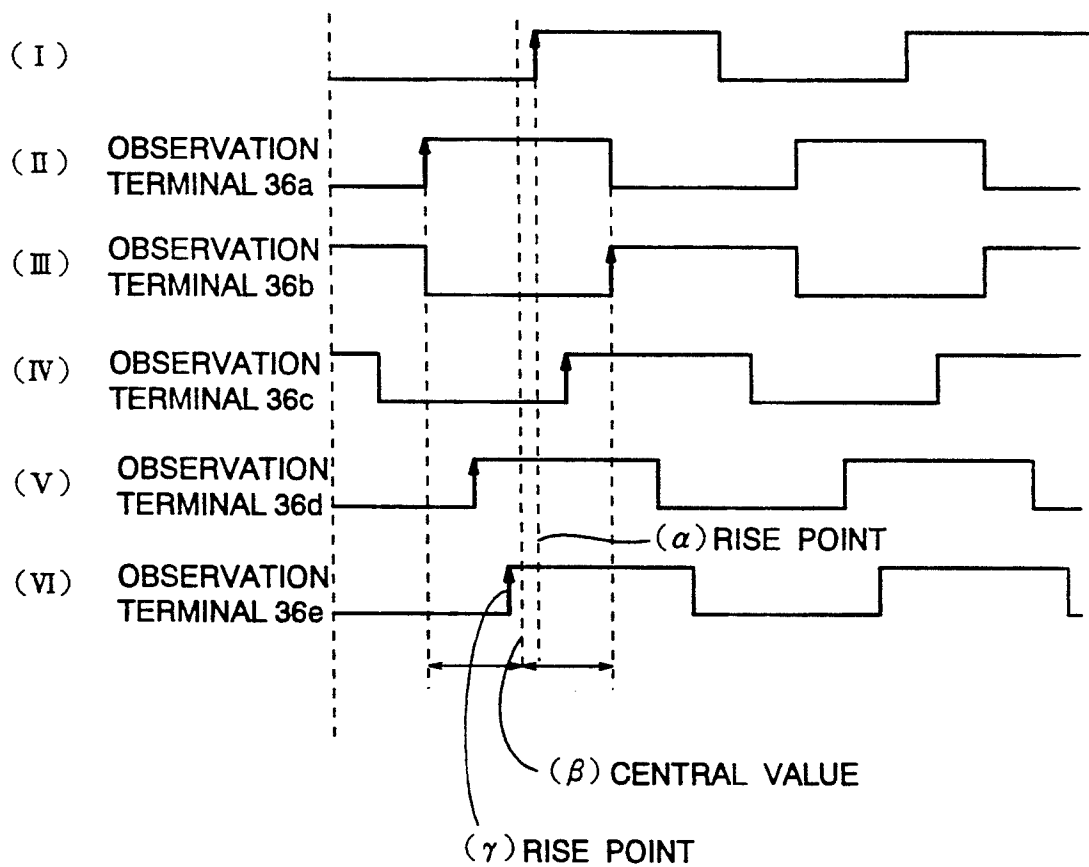 (Ⅰ)
(Ⅱ) OBSERVATION
TERMINAL 36a
(Ⅲ) OBSERVATION
TERMINAL 36b
(Ⅳ) OBSERVATION
TERMINAL 36c
(Ⅴ) OBSERVATION
TERMINAL 36d
(α) RISE POINT
(Ⅵ) OBSERVATION
TERMINAL 36e
(β) CENTRAL VALUE
(γ) RISE POINT